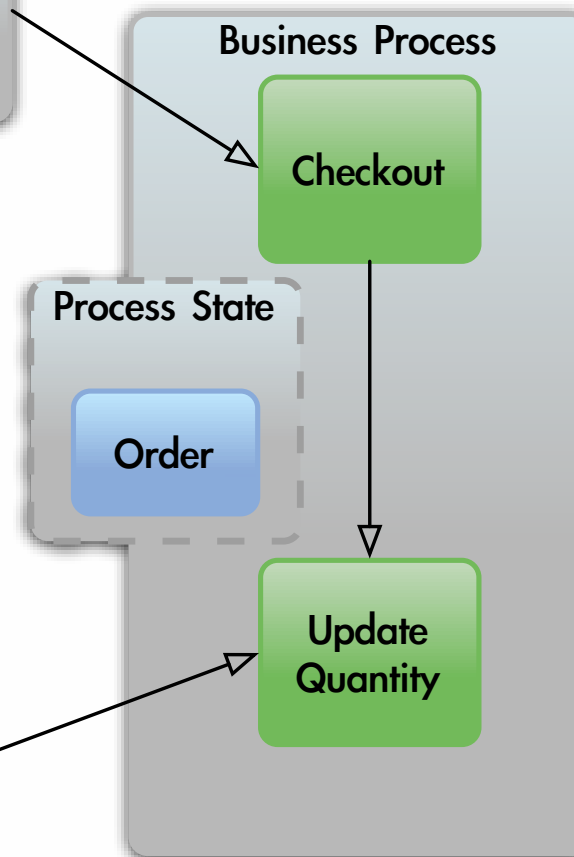 Business Process
Checkout
Process State
Order
Update
Quantity